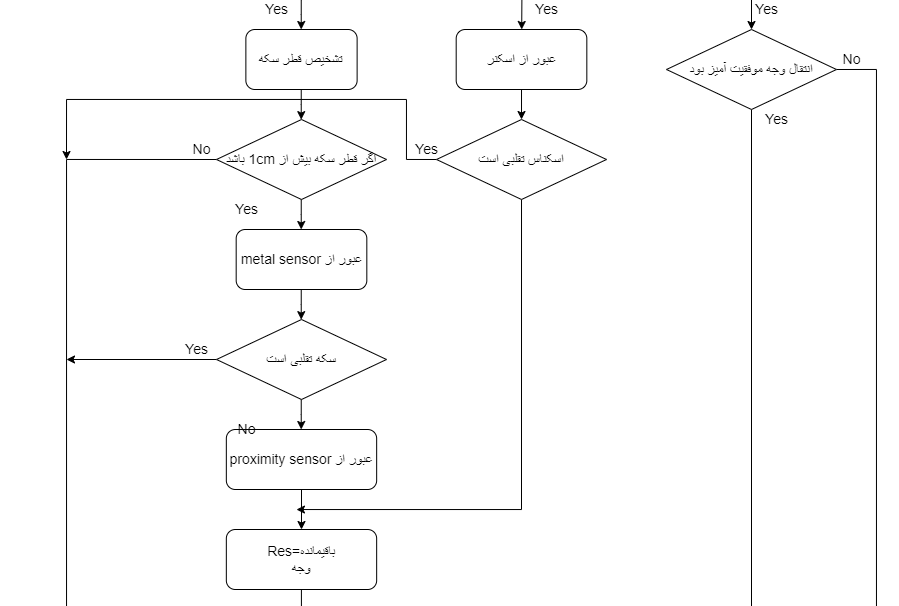 Yes
Yes
Yes
تشخیص قطر سکه
عبور از اسکنر
انتقال وجه موفقیت آمیز بود
No
Yes
No
اگر قطر سکه بیش از 1cm باشد
Yes
اسکناس تقلبی است
Yes
عبور از metal sensor
Yes
سکه تقلبی است
No
عبور از proximity sensor
Res=باقیمانده
وجه